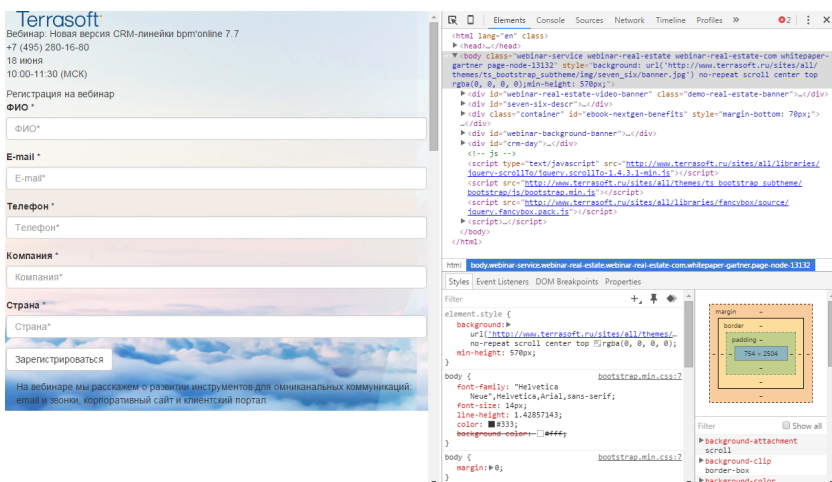 Terrasoft
Вебинар: Новая версия CRM-линейки bpm'online 7.7
+7 (495) 280-16-80
18 июня
10:00-11:30 (МСК)
Регистрация на вебинар
ФИО *
ФИО*
E-mail *
E-mail*
Телефон *
Телефон*
Компания *
Компания*
Страна *
Страна*
Зарегистрироваться
На вебинаре мы расскажем о развитии инструментов для омниканальных коммуникаций:
email и звонки, корпоративный сайт и клиентский портал
Elements Console Sources Network Timeline Profiles » 2
<html lang="en" class>
<head>…</head>
<body class="webinar-service webinar-real-estate webinar-real-estate-com whitepaper-
gartner page-node-13132" style="background: url('http://www.terrasoft.ru/sites/all/
themes/ts_bootstrap_subtheme/img/seven_six/banner.jpg') no-repeat scroll center top
rgba(0, 0, 0, 0);min-height: 570px;">
<div id="webinar-real-estate-video-banner" class="demo-real-estate-banner">…</div>
<div id="seven-six-descr">…</div>
<div class="container" id="ebook-nextgen-benefits" style="margin-bottom: 70px;">
…</div>
<div id="webinar-background-banner">…</div>
<div id="crm-day">…</div>
<!-- js -->
<script type="text/javascript" src="http://www.terrasoft.ru/sites/all/libraries/
jquery-scrollTo/jquery.scrollTo-1.4.3.1-min.js"></script>
<script src="http://www.terrasoft.ru/sites/all/themes/ts_bootstrap_subtheme/
bootstrap/js/bootstrap.min.js"></script>
<script src="http://www.terrasoft.ru/sites/all/libraries/fancybox/source/
jquery.fancybox.pack.js"></script>
<script>…</script>
</body>
</html>
html body.webinar-service.webinar-real-estate.webinar-real-estate-com.whitepaper-gartner.page-node-13132
Styles Event Listeners DOM Breakpoints Properties
Filter
element.style {
background:
url('http://www.terrasoft.ru/sites/all/themes/…
no-repeat scroll center top rgba(0, 0, 0, 0);
min-height: 570px;
}
body { bootstrap.min.css:7
font-family: "Helvetica
Neue",Helvetica,Arial,sans-serif;
font-size: 14px;
line-height: 1.42857143;
color: #333;
background-color: #fff;
}
body { bootstrap.min.css:7
margin: 0;
}
margin –
border –
padding –
754 × 2504
Filter Show all
background-attachment
scroll
background-clip
border-box
background-color